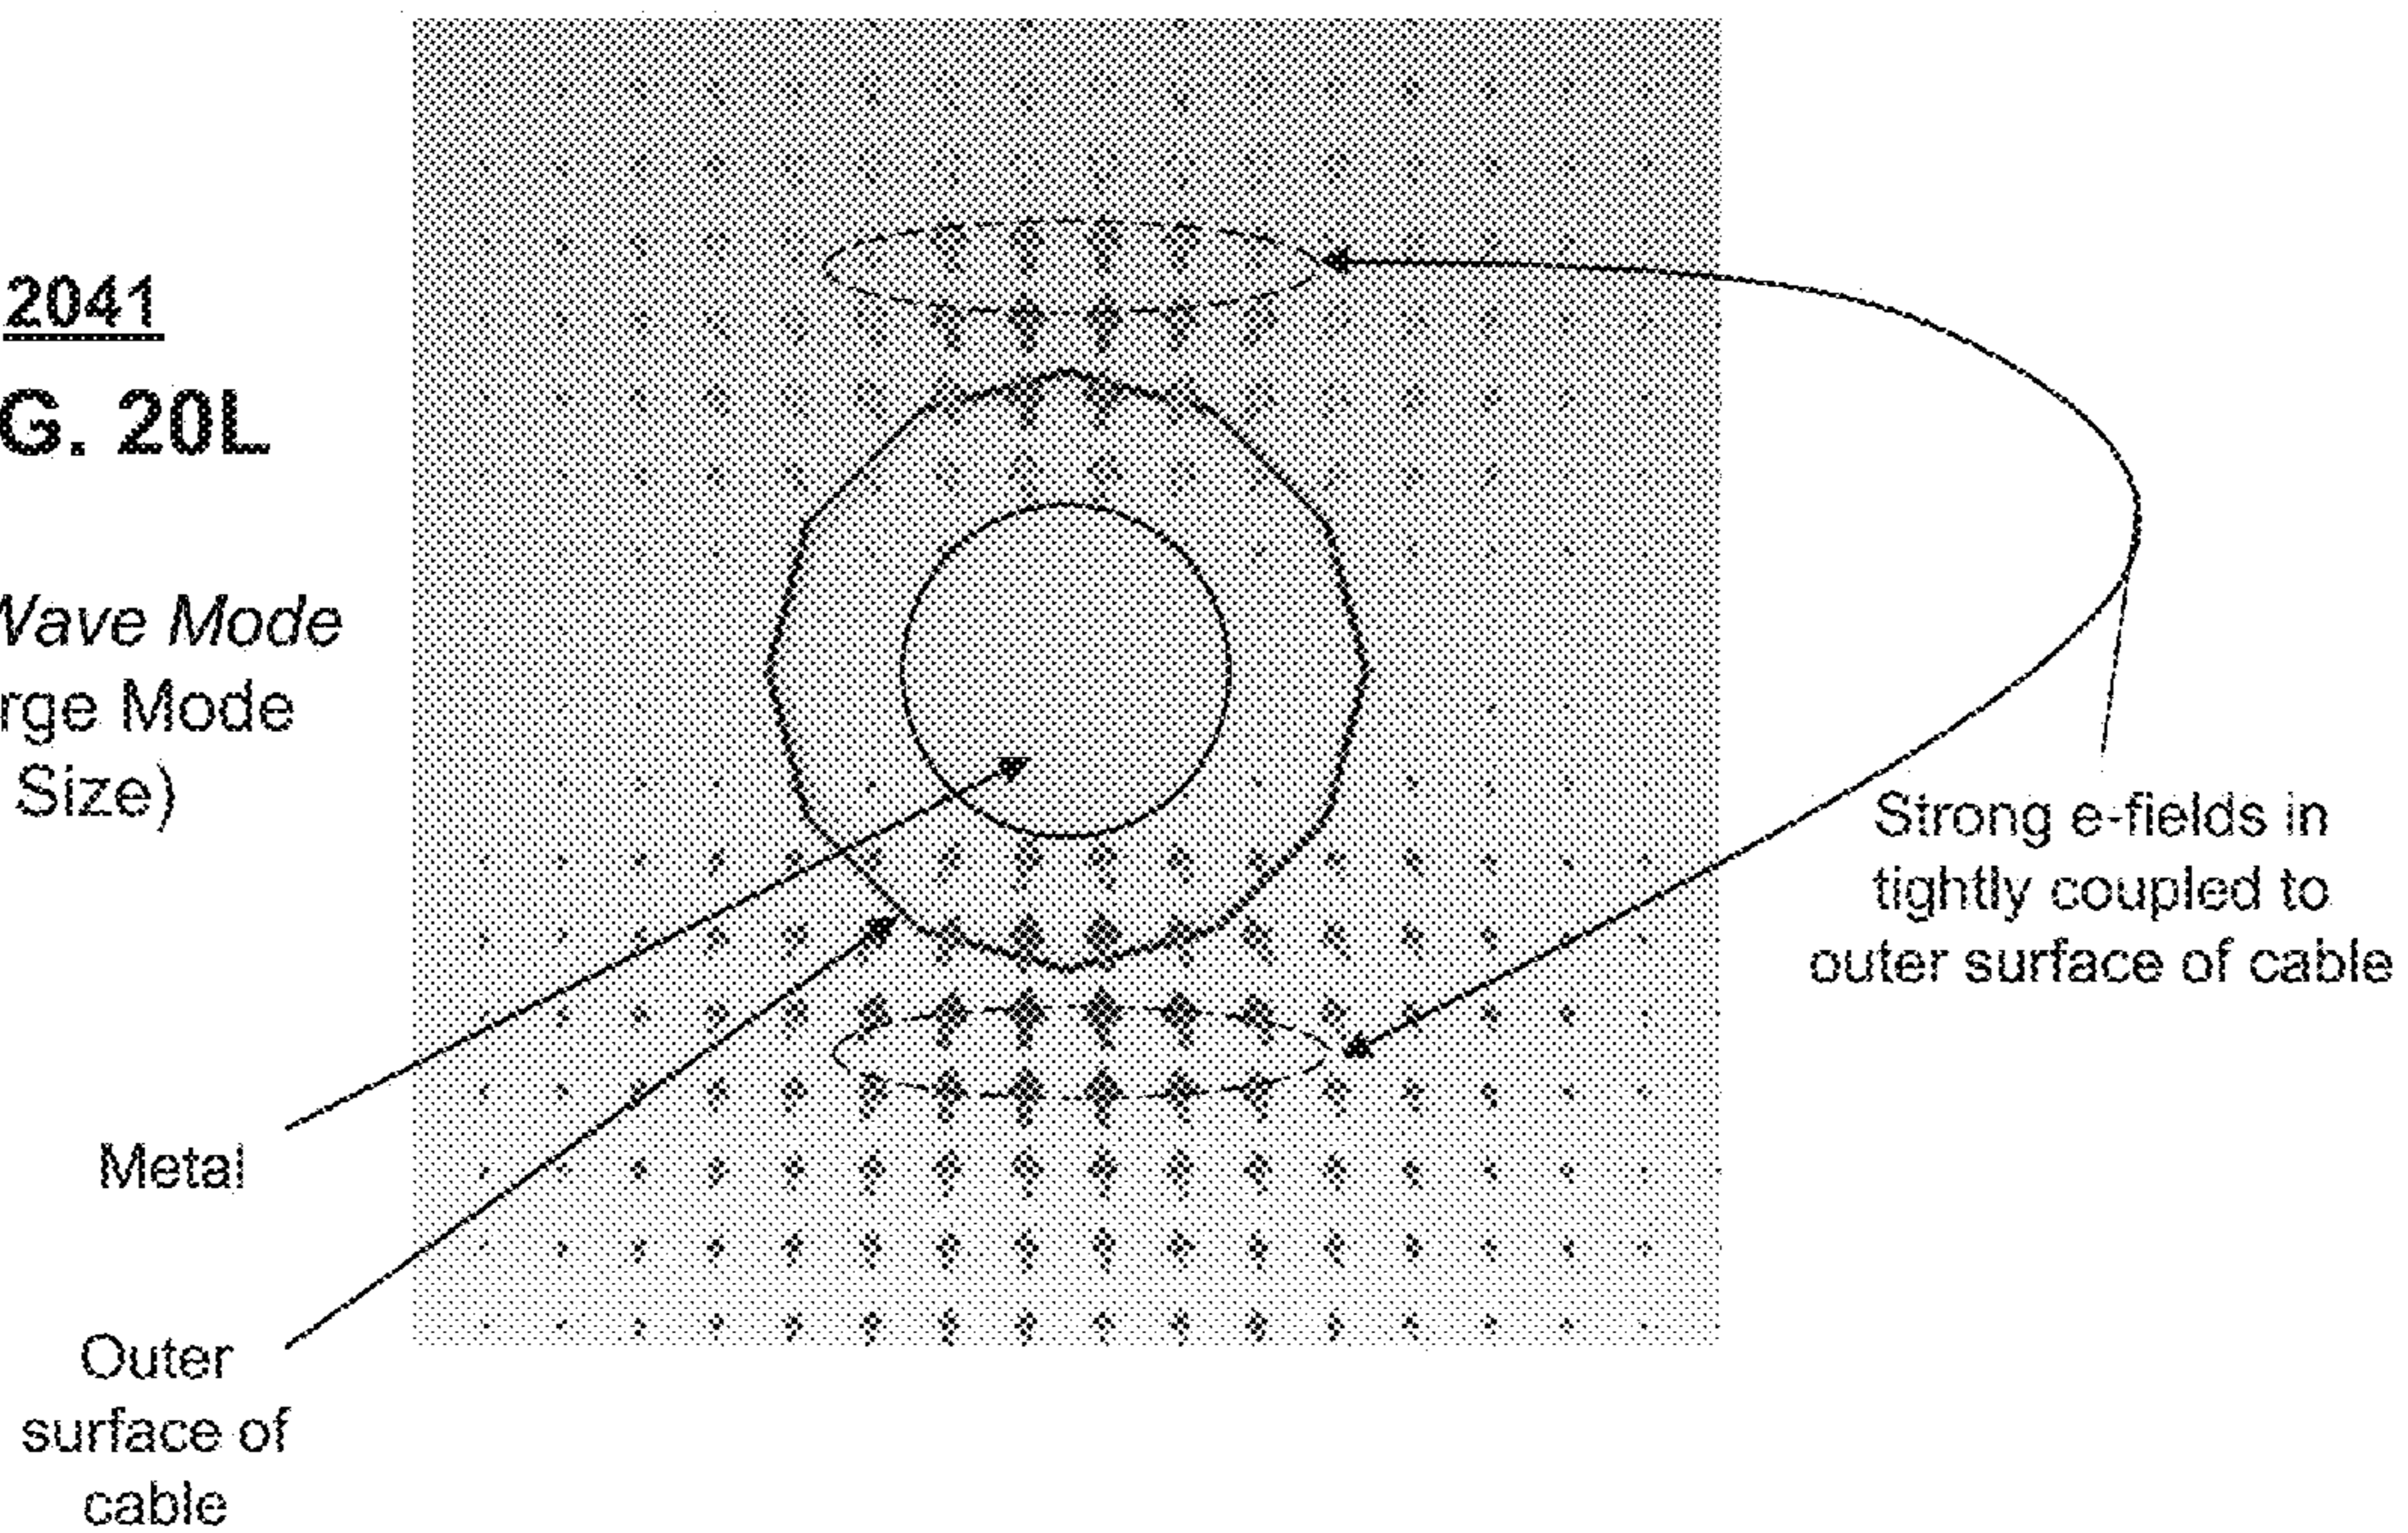 2041
G. 20L
Wave Mode
rge Mode
Size)
Metal
Outer
surface of
cable
Strong e-fields in
tightly coupled to
outer surface of cable